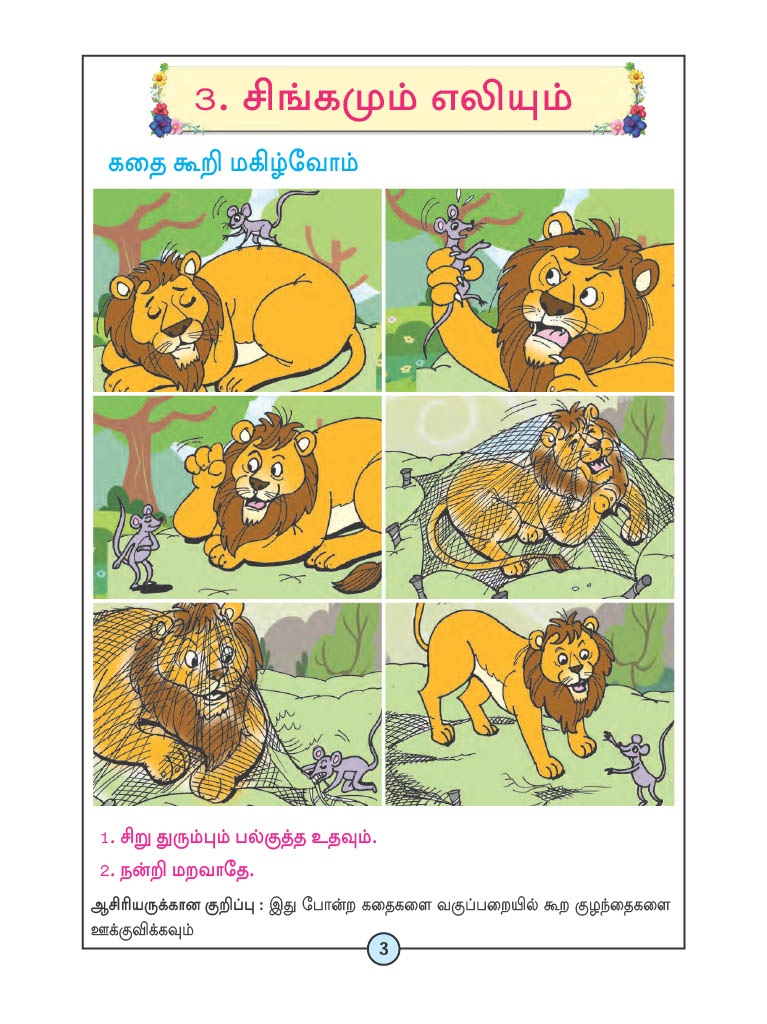 3. சிங்கமும் எலியும்
கதை கூறி மகிழ்வோம்
1. சிறு துரும்பும் பல்குத்த உதவும்.
2. நன்றி மறவாதே.
ஆசிரியருக்கான குறிப்பு : இது போன்ற கதைகளை வகுப்பறையில் கூற குழந்தைகளை
ஊக்குவிக்கவும்
3